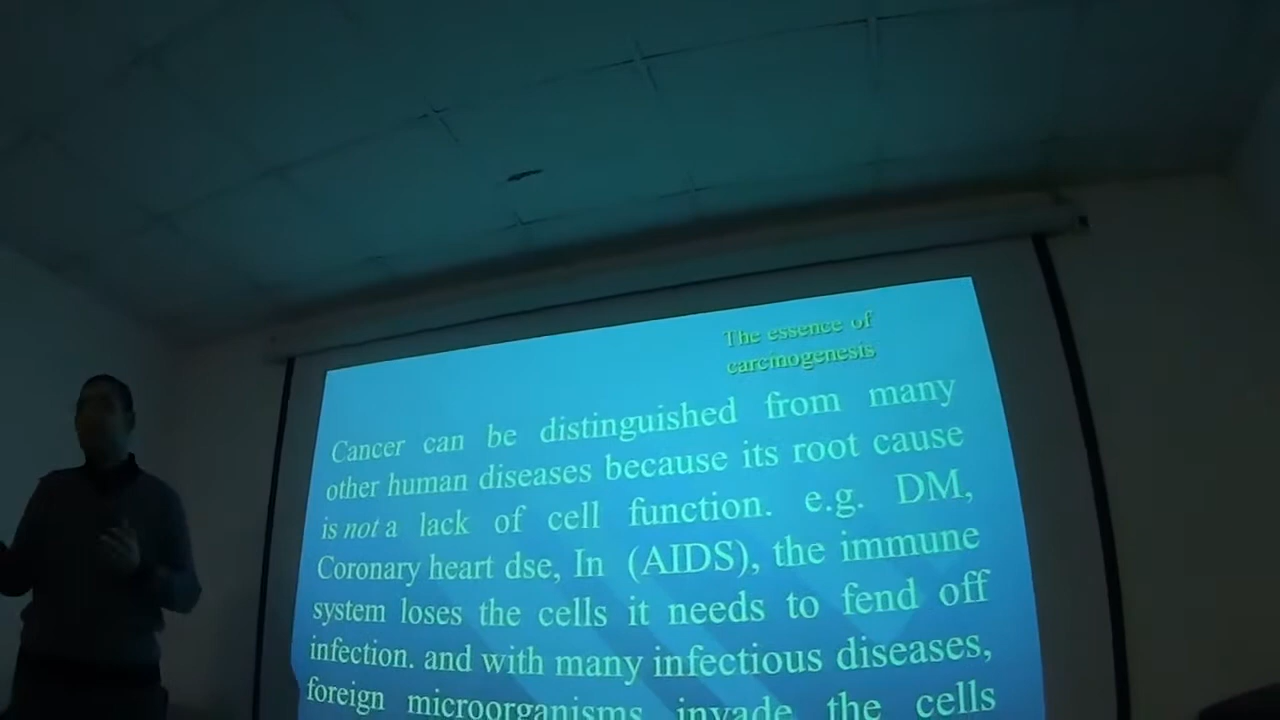 The essence of
carcinogenesis
Cancer can be distinguished from many
other human diseases because its root cause
is not a lack of cell function. e.g. DM,
Coronary heart dse, In (AIDS), the immune
system loses the cells it needs to fend off
infection. and with many infectious diseases,
foreign microorganisms invade the cells